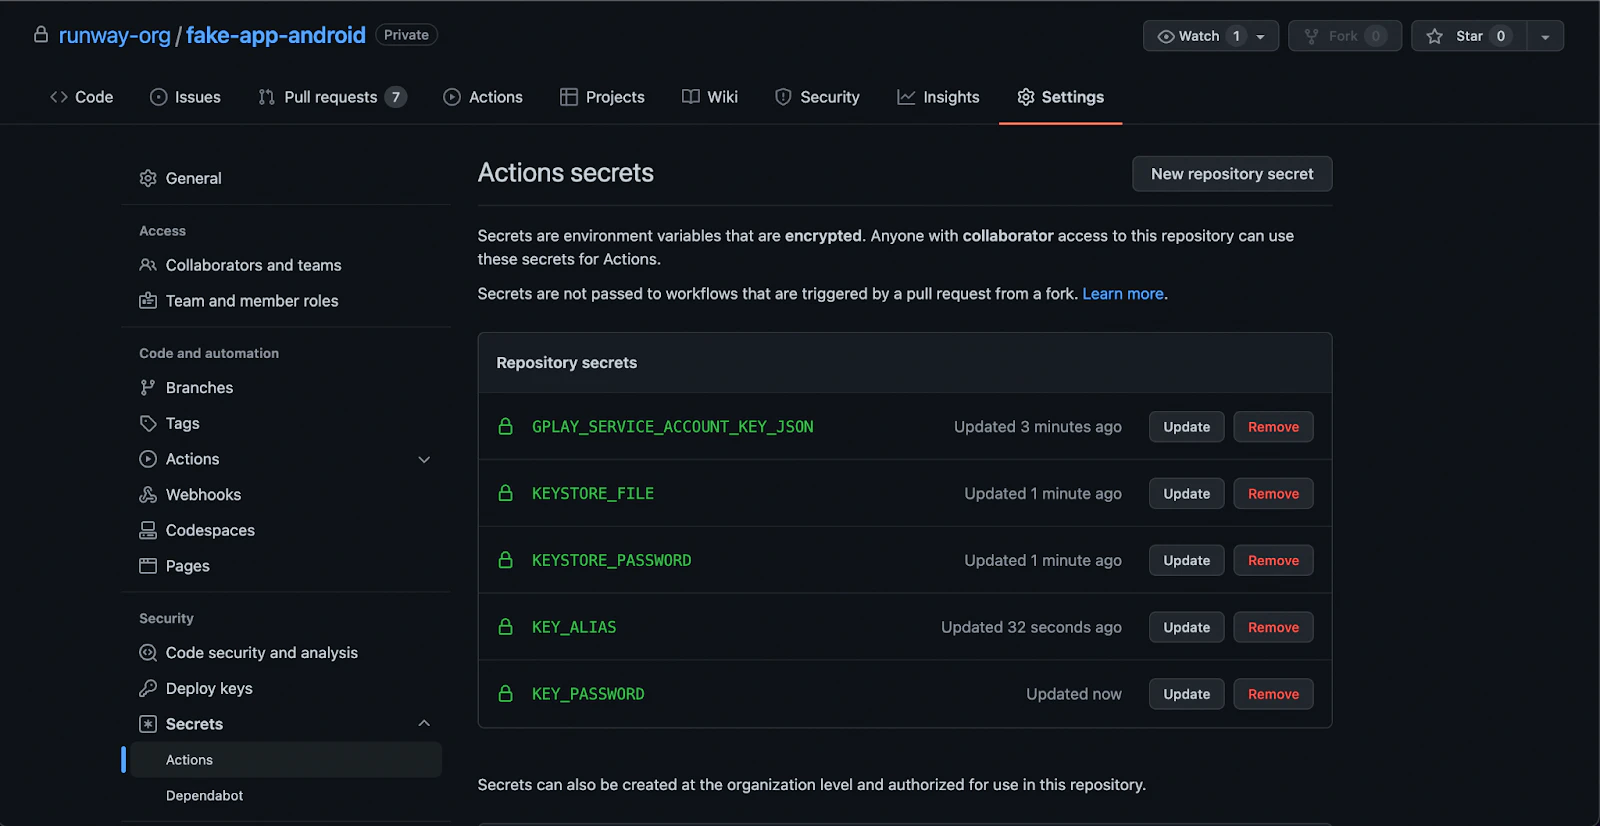 runway-org / fake-app-android Private
Watch 1
Fork 0
Star 0
Code
Issues
Pull requests 7
Actions
Projects
Wiki
Security
Insights
Settings
General
Access
Collaborators and teams
Team and member roles
Code and automation
Branches
Tags
Actions
Webhooks
Codespaces
Pages
Security
Code security and analysis
Deploy keys
Secrets
Actions
Dependabot
Actions secrets
New repository secret
Secrets are environment variables that are encrypted. Anyone with collaborator access to this repository can use
these secrets for Actions.
Secrets are not passed to workflows that are triggered by a pull request from a fork. Learn more.
Repository secrets
GPLAY_SERVICE_ACCOUNT_KEY_JSON Updated 3 minutes ago Update Remove
KEYSTORE_FILE Updated 1 minute ago Update Remove
KEYSTORE_PASSWORD Updated 1 minute ago Update Remove
KEY_ALIAS Updated 32 seconds ago Update Remove
KEY_PASSWORD Updated now Update Remove
Secrets can also be created at the organization level and authorized for use in this repository.